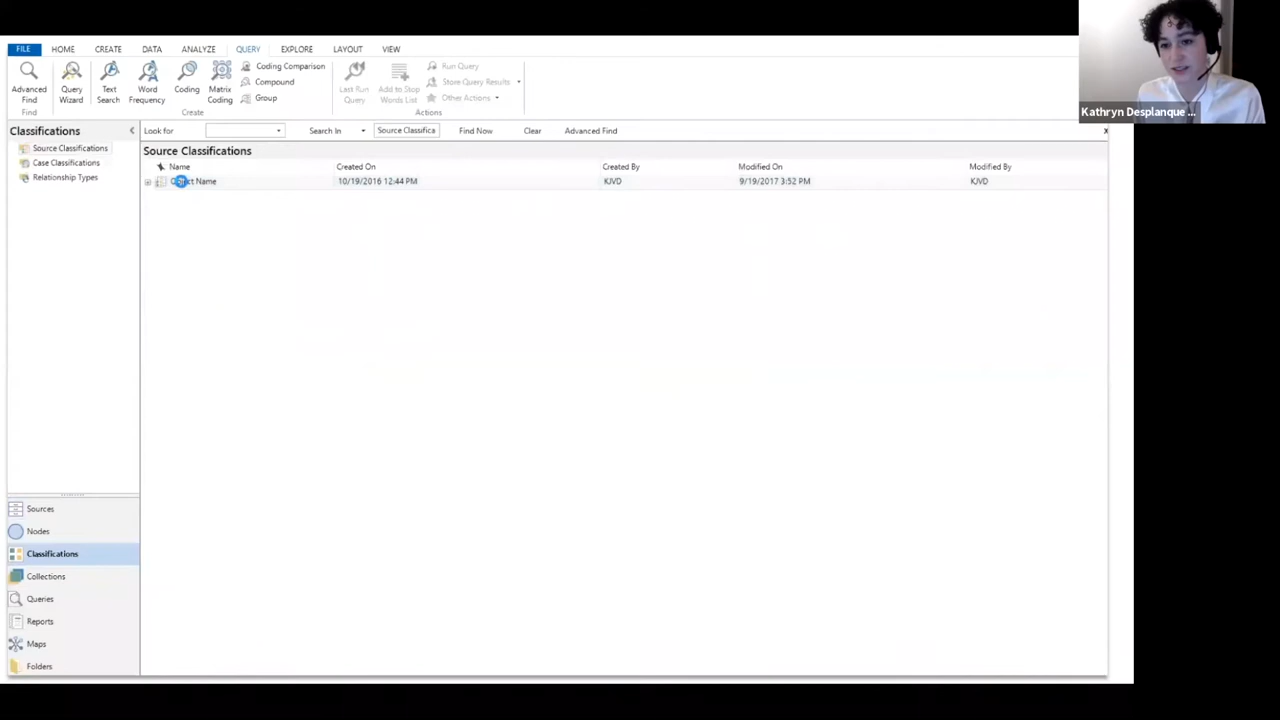 FILE HOME CREATE DATA ANALYZE QUERY EXPLORE LAYOUT VIEW
Advanced Find
Query Wizard
Text Search
Word Frequency
Coding
Matrix Coding
Coding Comparison
Compound
Group
Last Run Query
Add to Stop Words List
Run Query
Store Query Results
Other Actions
Find Create Actions
Kathryn Desplanque ...
Classifications
Source Classifications
Case Classifications
Relationship Types
Look for Search In Source Classifica Find Now Clear Advanced Find x
Source Classifications
Name Created On Created By Modified On Modified By
Name 10/19/2016 12:44 PM KJVD 9/19/2017 3:52 PM KJVD
Sources
Nodes
Classifications
Collections
Queries
Reports
Maps
Folders